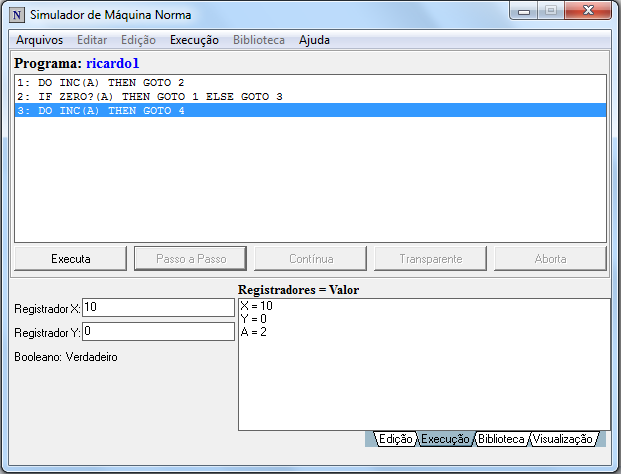 N Simulador de Máquina Norma
Arquivos Editar Edição Execução Biblioteca Ajuda
Programa: ricardo1
1: DO INC(A) THEN GOTO 2
2: IF ZERO?(A) THEN GOTO 1 ELSE GOTO 3
3: DO INC(A) THEN GOTO 4
Executa Passo a Passo Contínua Transparente Aborta
Registradores = Valor
Registrador X: 10
Registrador Y: 0
Booleano: Verdadeiro
X = 10
Y = 0
A = 2
Edição Execução Biblioteca Visualização